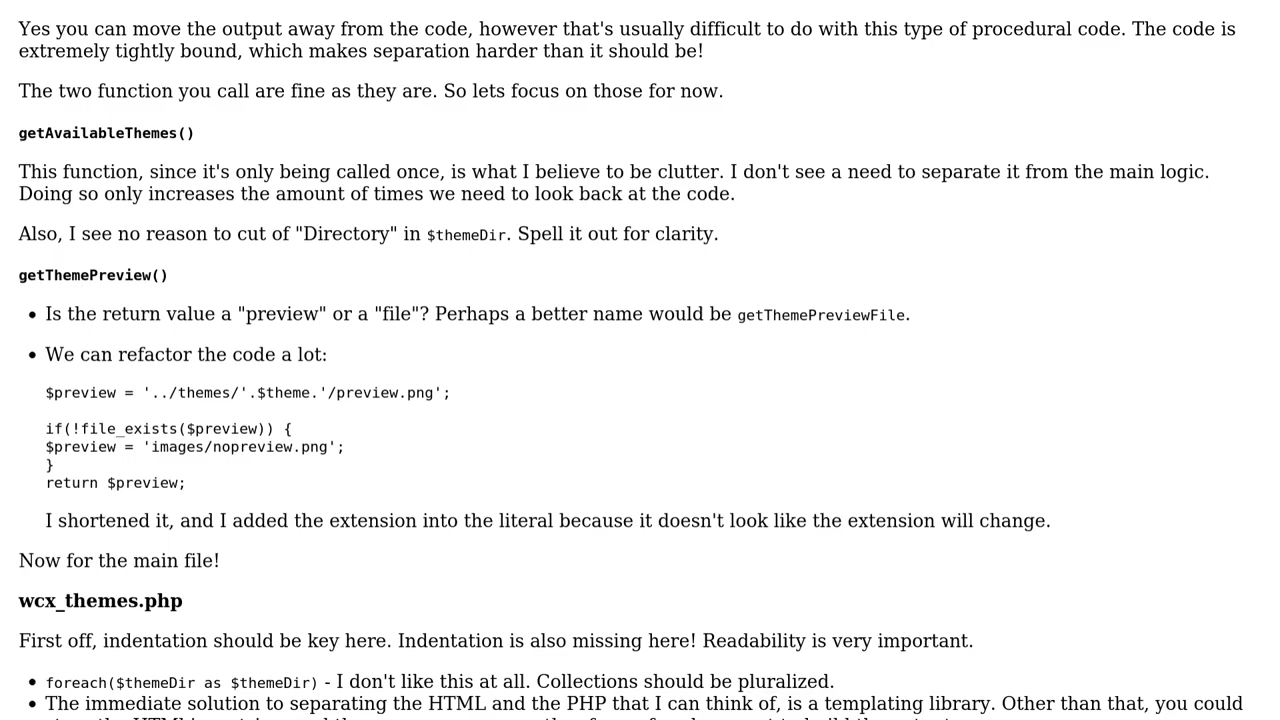 Yes you can move the output away from the code, however that's usually difficult to do with this type of procedural code. The code is
extremely tightly bound, which makes separation harder than it should be!
The two function you call are fine as they are. So lets focus on those for now.
getAvailableThemes()
This function, since it's only being called once, is what I believe to be clutter. I don't see a need to separate it from the main logic.
Doing so only increases the amount of times we need to look back at the code.
Also, I see no reason to cut of "Directory" in $themeDir. Spell it out for clarity.
getThemePreview()
• Is the return value a "preview" or a "file"? Perhaps a better name would be getThemePreviewFile.
• We can refactor the code a lot:
$preview = '../themes/'.$theme.'/preview.png';
if(!file_exists($preview)) {
$preview = 'images/nopreview.png';
}
return $preview;
I shortened it, and I added the extension into the literal because it doesn't look like the extension will change.
Now for the main file!
wcx_themes.php
First off, indentation should be key here. Indentation is also missing here! Readability is very important.
• foreach($themeDir as $themeDir) - I don't like this at all. Collections should be pluralized.
• The immediate solution to separating the HTML and the PHP that I can think of, is a templating library. Other than that, you could